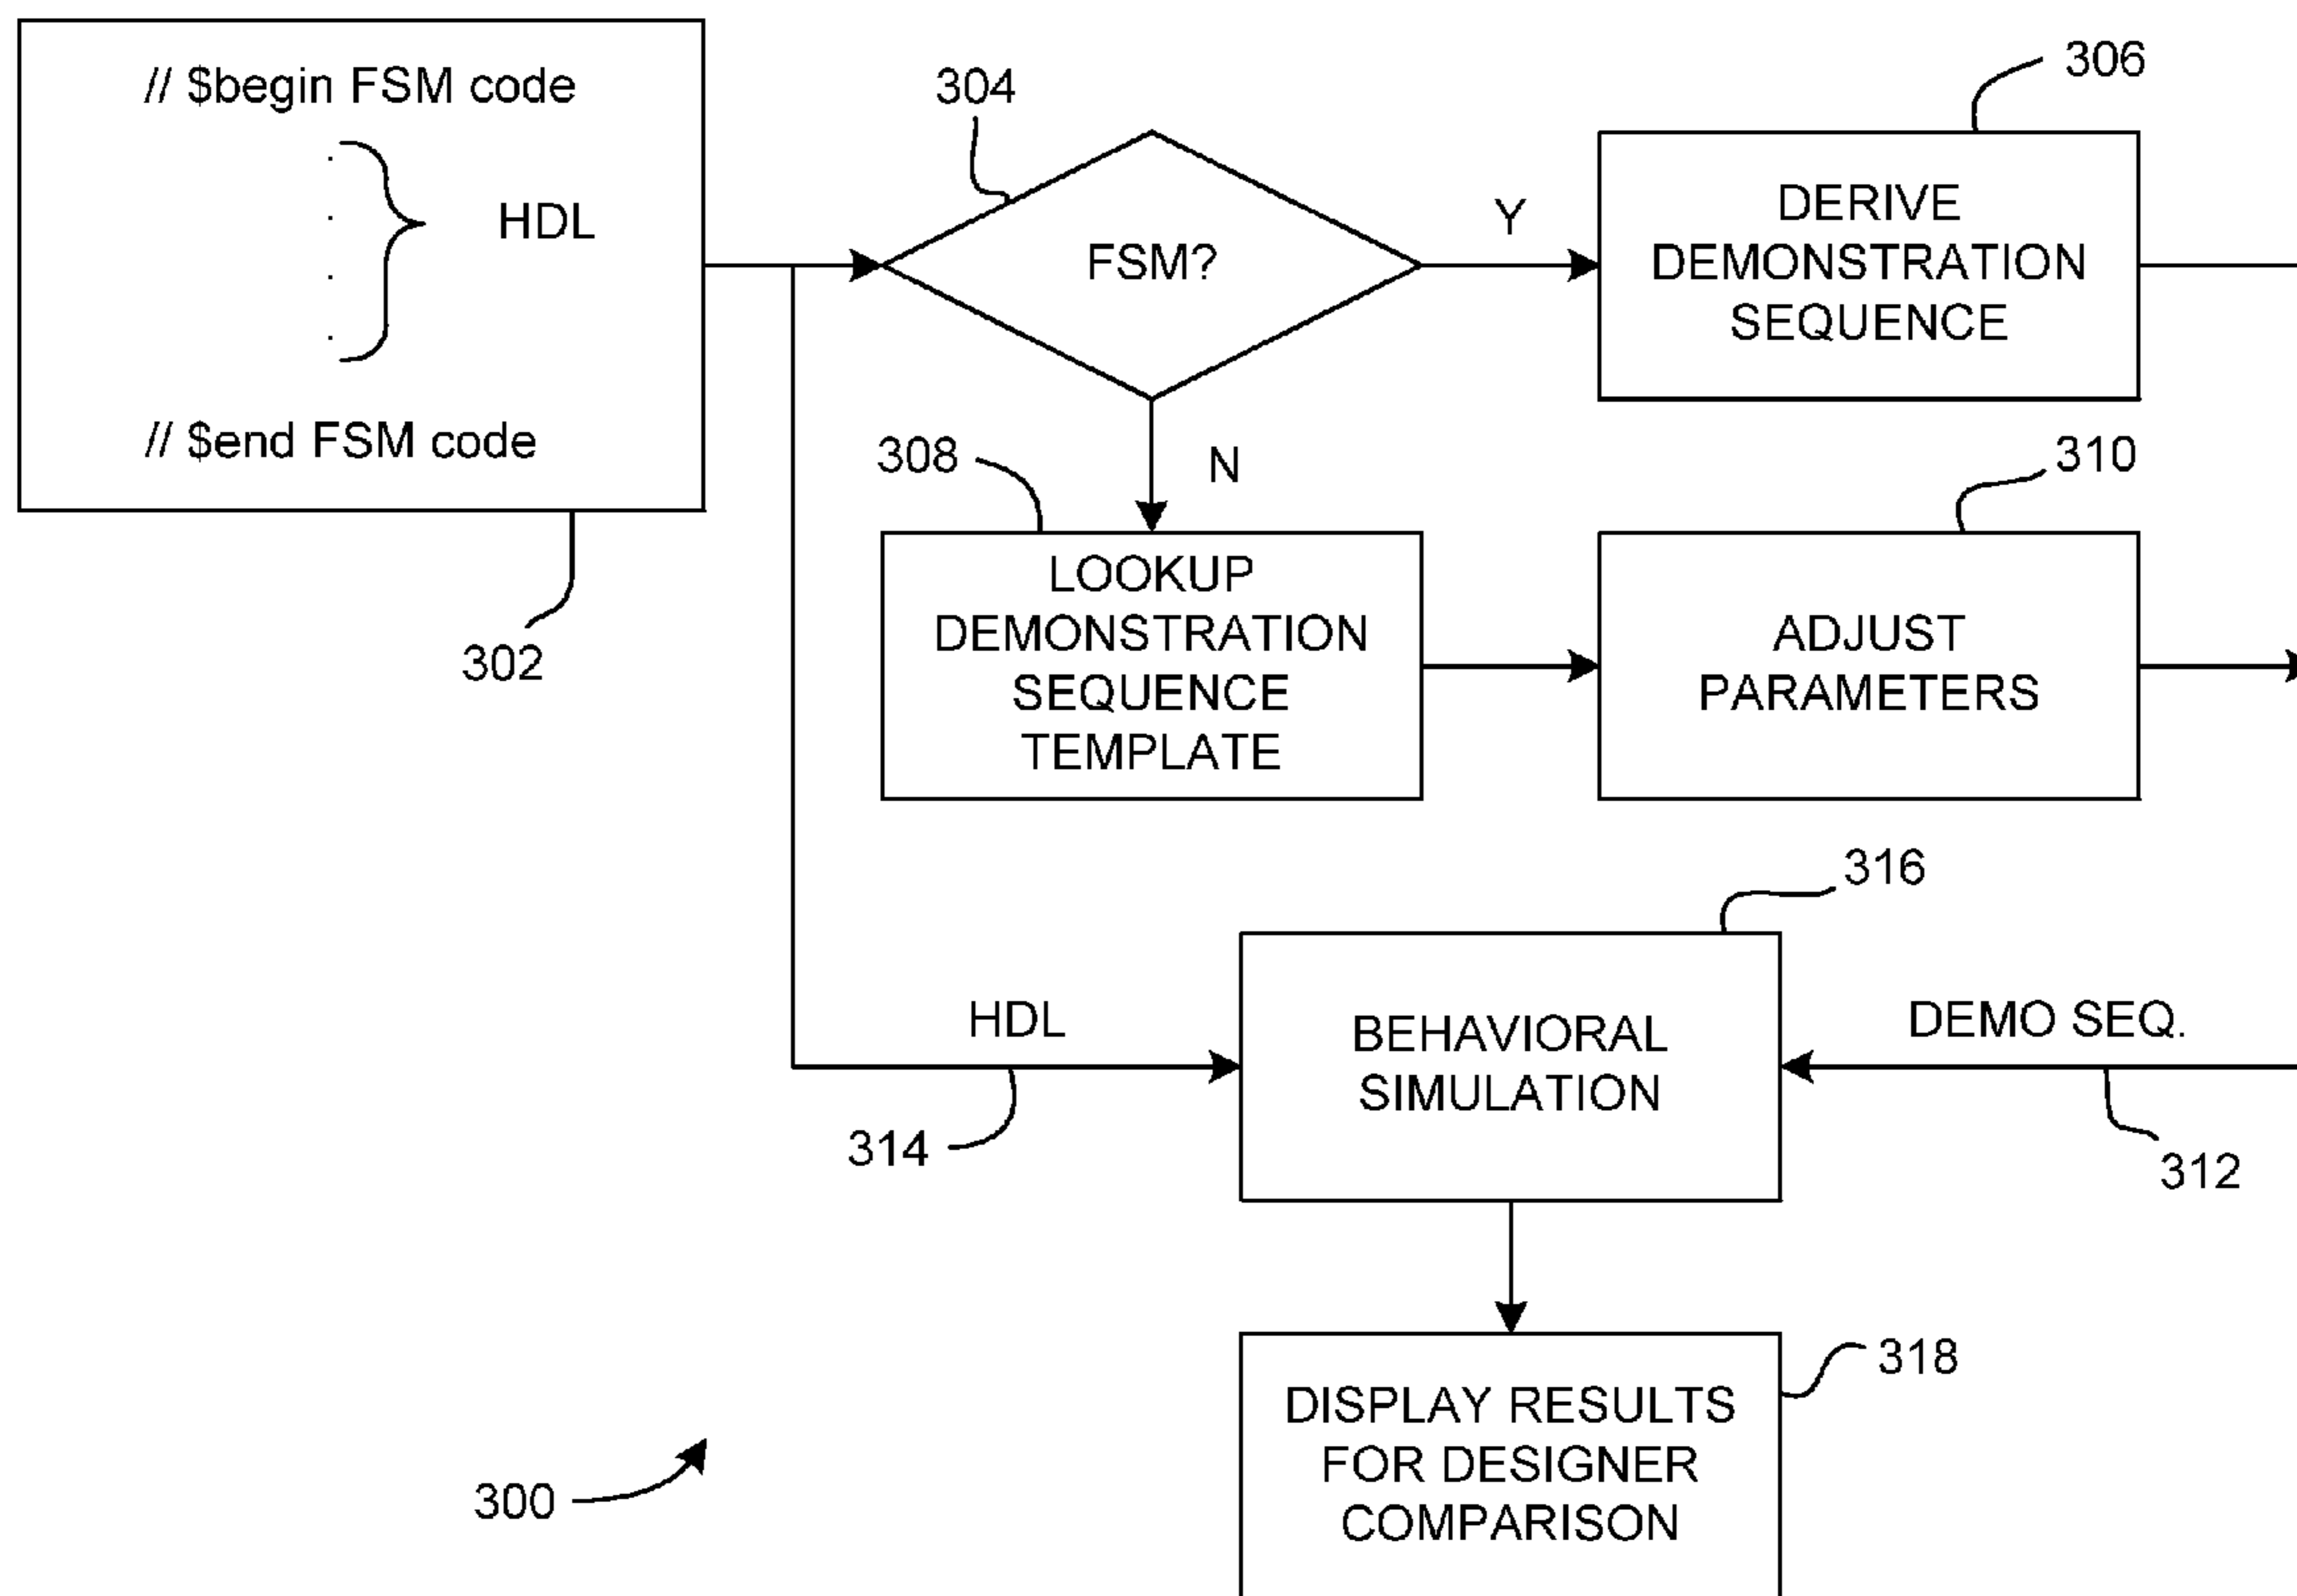 // $begin FSM code
HDL
// $end FSM code
302
304
FSM?
Y
N
306
DERIVE
DEMONSTRATION
SEQUENCE
308
LOOKUP
DEMONSTRATION
SEQUENCE
TEMPLATE
310
ADJUST
PARAMETERS
316
HDL
314
BEHAVIORAL
SIMULATION
DEMO SEQ.
312
318
DISPLAY RESULTS
FOR DESIGNER
COMPARISON
300